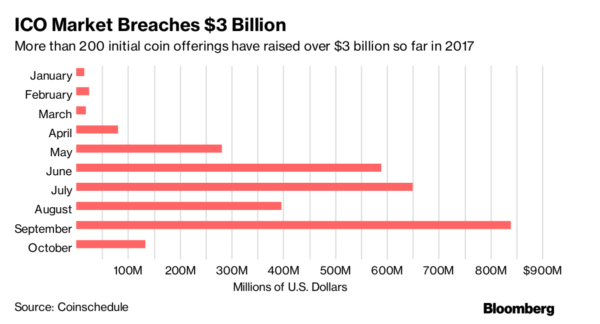 ICO Market Breaches $3 Billion
More than 200 initial coin offerings have raised over $3 billion so far in 2017
January
February
March
April
May
June
July
August
September
October
100M 200M 300M 400M 500M 600M 700M 800M $900M
Millions of U.S. Dollars
Source: Coinschedule
Bloomberg